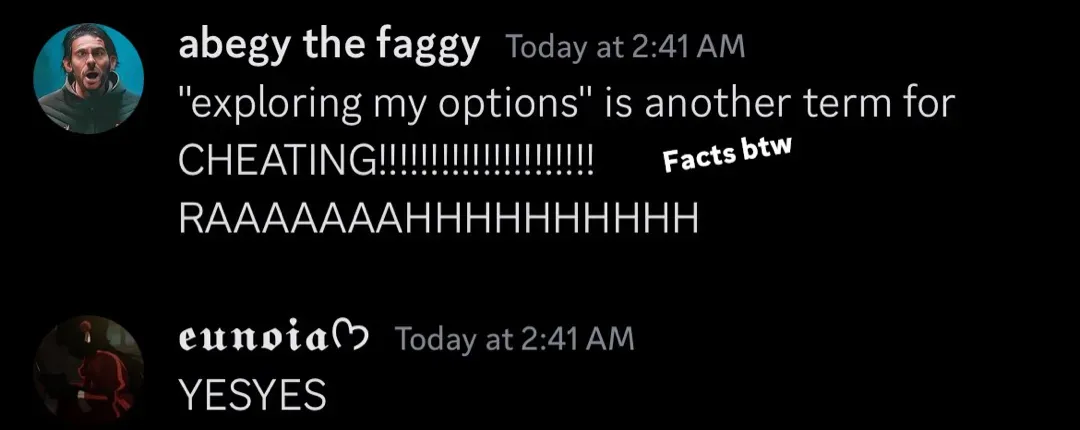 abegy the faggy Today at 2:41 AM
"exploring my options" is another term for
CHEATING!!!!!!!!!!!!!!!!!!!!!!
Facts btw
RAAAAAAAHHHHHHHHHH
𝖊𝖚𝖓𝖔𝖎𝖆♡ Today at 2:41 AM
YESYES